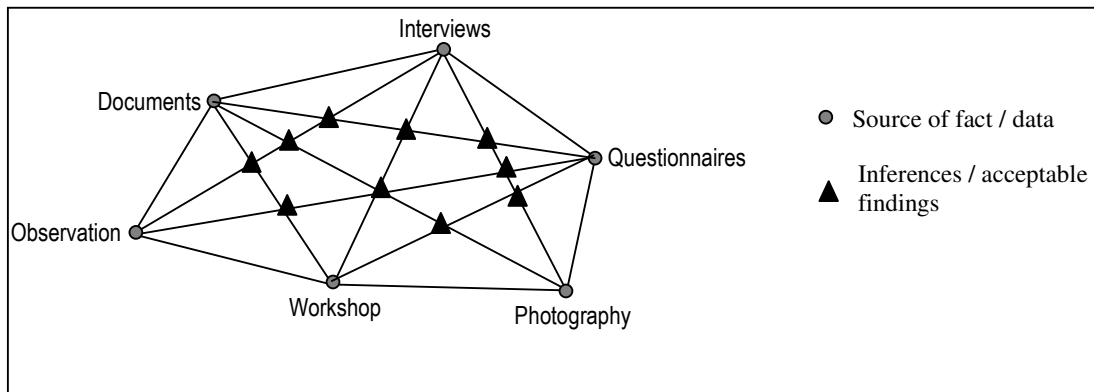 Interviews
Documents
Source of fact / data
Questionnaires
Inferences / acceptable
findings
Observation
Workshop
Photography